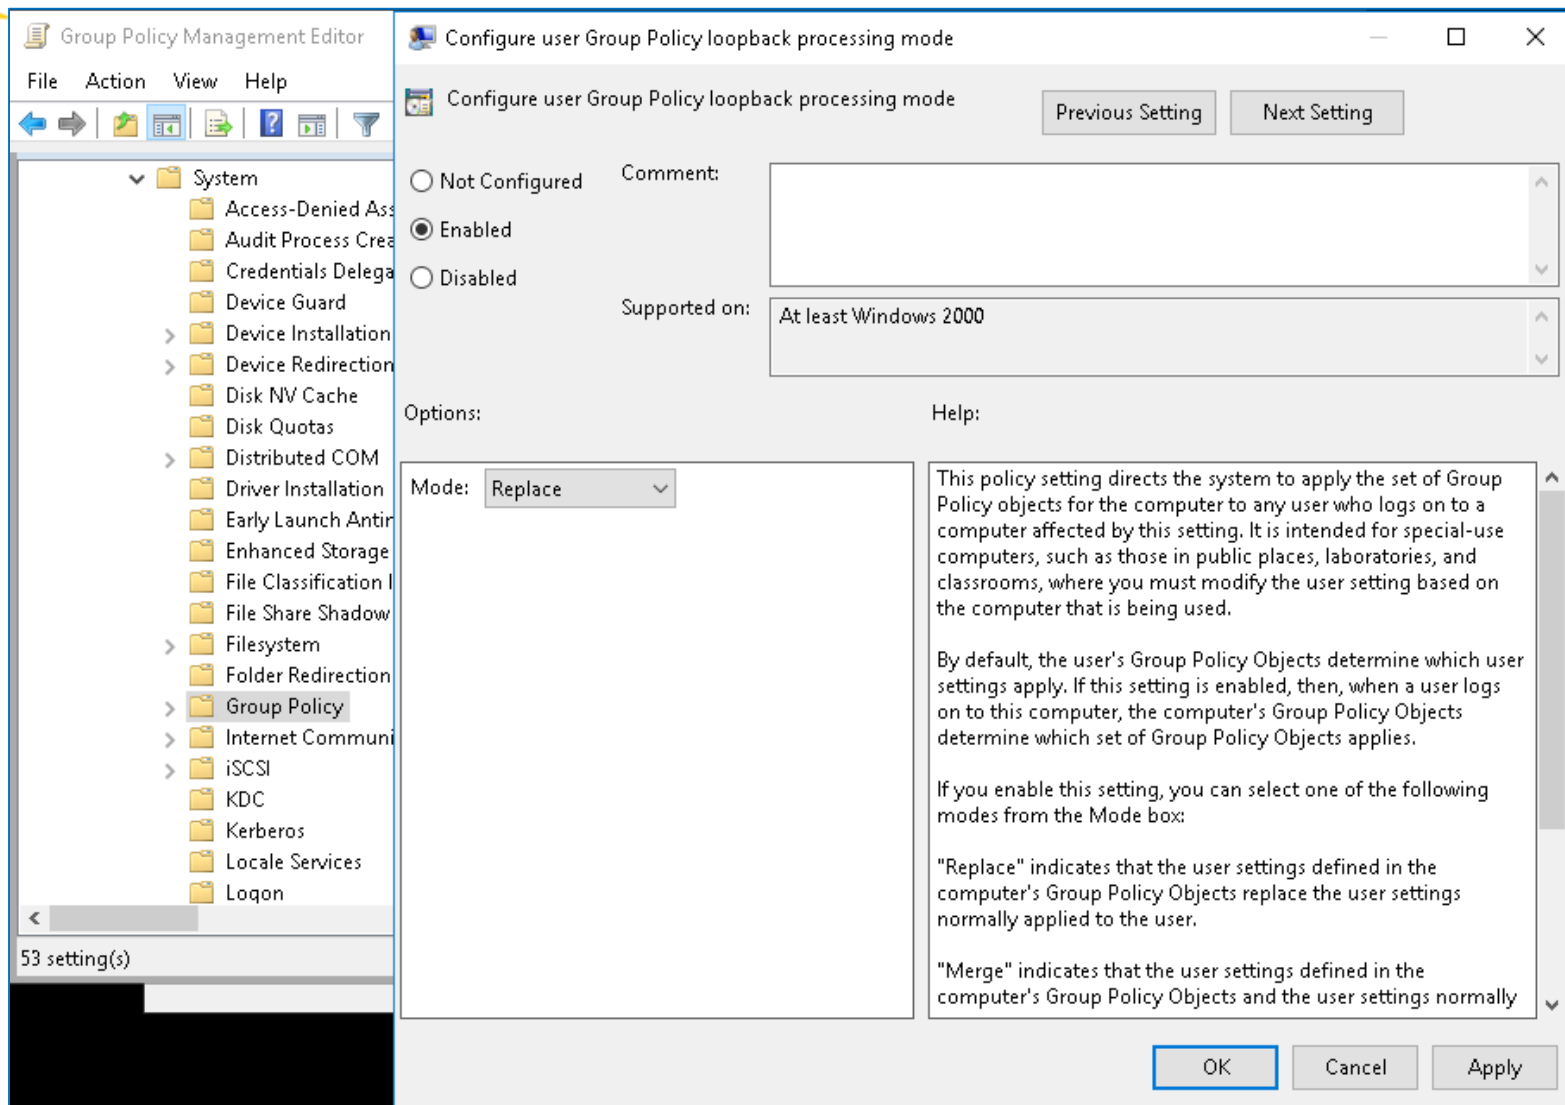 Group Policy Management Editor
File Action View Help
System
Access-Denied Ass
Audit Process Crea
Credentials Delega
Device Guard
Device Installation
Device Redirection
Disk NV Cache
Disk Quotas
Distributed COM
Driver Installation
Early Launch Antir
Enhanced Storage
File Classification I
File Share Shadow
Filesystem
Folder Redirection
Group Policy
Internet Communi
iSCSI
KDC
Kerberos
Locale Services
Logon
53 setting(s)
Configure user Group Policy loopback processing mode
Configure user Group Policy loopback processing mode
Previous Setting
Next Setting
Not Configured
Enabled
Disabled
Comment:
Supported on:
At least Windows 2000
Options:
Help:
Mode: Replace
This policy setting directs the system to apply the set of Group
Policy objects for the computer to any user who logs on to a
computer affected by this setting. It is intended for special-use
computers, such as those in public places, laboratories, and
classrooms, where you must modify the user setting based on
the computer that is being used.
By default, the user's Group Policy Objects determine which user
settings apply. If this setting is enabled, then, when a user logs
on to this computer, the computer's Group Policy Objects
determine which set of Group Policy Objects applies.
If you enable this setting, you can select one of the following
modes from the Mode box:
"Replace" indicates that the user settings defined in the
computer's Group Policy Objects replace the user settings
normally applied to the user.
"Merge" indicates that the user settings defined in the
computer's Group Policy Objects and the user settings normally
OK
Cancel
Apply